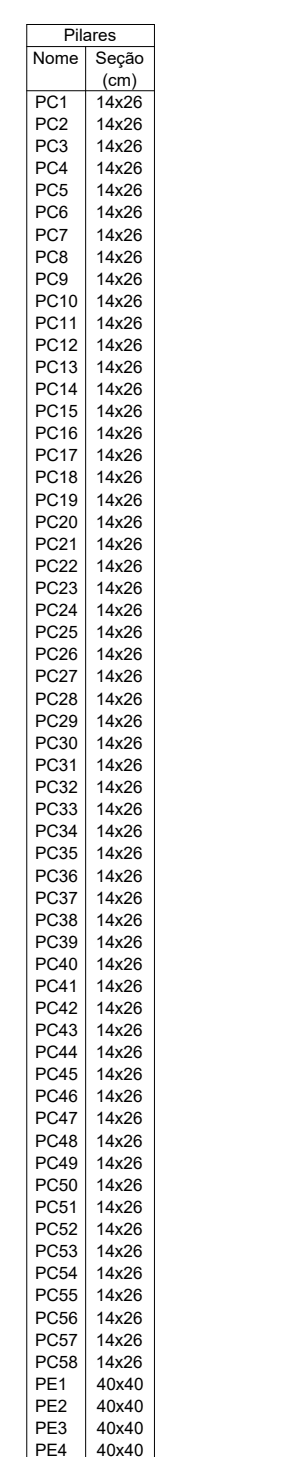 Pilares
Nome Seção
(cm)
PC1 14x26
PC2 14x26
PC3 14x26
PC4 14x26
PC5 14x26
PC6 14x26
PC7 14x26
PC8 14x26
PC9 14x26
PC10 14x26
PC11 14x26
PC12 14x26
PC13 14x26
PC14 14x26
PC15 14x26
PC16 14x26
PC17 14x26
PC18 14x26
PC19 14x26
PC20 14x26
PC21 14x26
PC22 14x26
PC23 14x26
PC24 14x26
PC25 14x26
PC26 14x26
PC27 14x26
PC28 14x26
PC29 14x26
PC30 14x26
PC31 14x26
PC32 14x26
PC33 14x26
PC34 14x26
PC35 14x26
PC36 14x26
PC37 14x26
PC38 14x26
PC39 14x26
PC40 14x26
PC41 14x26
PC42 14x26
PC43 14x26
PC44 14x26
PC45 14x26
PC46 14x26
PC47 14x26
PC48 14x26
PC49 14x26
PC50 14x26
PC51 14x26
PC52 14x26
PC53 14x26
PC54 14x26
PC55 14x26
PC56 14x26
PC57 14x26
PC58 14x26
PE1 40x40
PE2 40x40
PE3 40x40
PE4 40x40